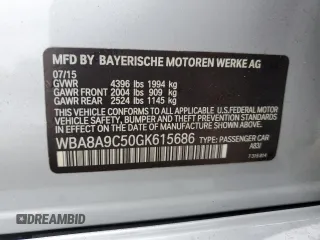 MFD BY BAYERISCHE MOTOREN WERKE AG
07/15
GVWR 4396 lbs 1994 kg
GAWR FRONT 2004 lbs 909 kg
GAWR REAR 2524 lbs 1145 kg
THIS VEHICLE CONFORMS TO ALL APPLICABLE U.S. FEDERAL MOTOR
VEHICLE SAFETY, BUMPER, AND THEFT PREVENTION STANDARDS IN
EFFECT ON THE DATE OF MANUFACTURE SHOWN ABOVE.
WBA8A9C50GK615686 TYPE: PASSENGER CAR
© DREAMBID
DREAMBID.COM